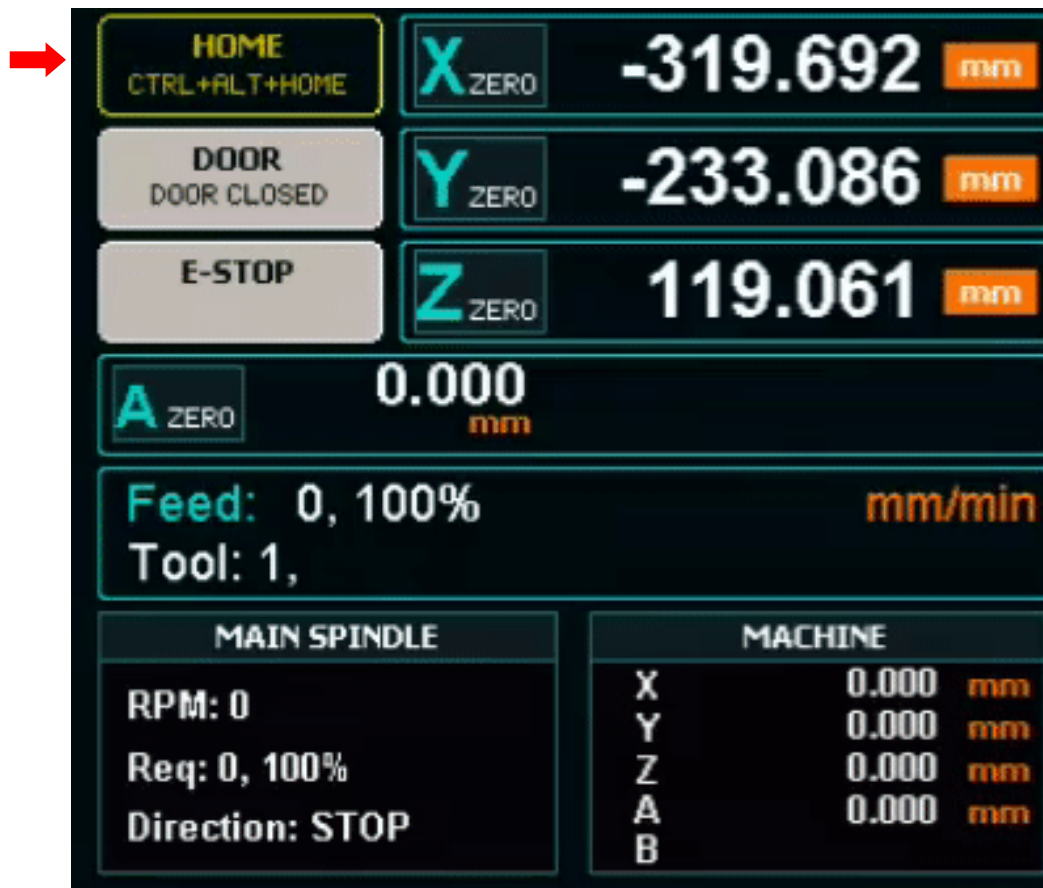 HOME
CTRL+ALT+HOME
X ZERO -319.692 mm
DOOR
DOOR CLOSED
Y ZERO -233.086 mm
E-STOP
Z ZERO 119.061 mm
A ZERO 0.000 mm
Feed: 0, 100% mm/min
Tool: 1,
MAIN SPINDLE
RPM: 0
Req: 0, 100%
Direction: STOP
MACHINE
X 0.000 mm
Y 0.000 mm
Z 0.000 mm
A 0.000 mm
B